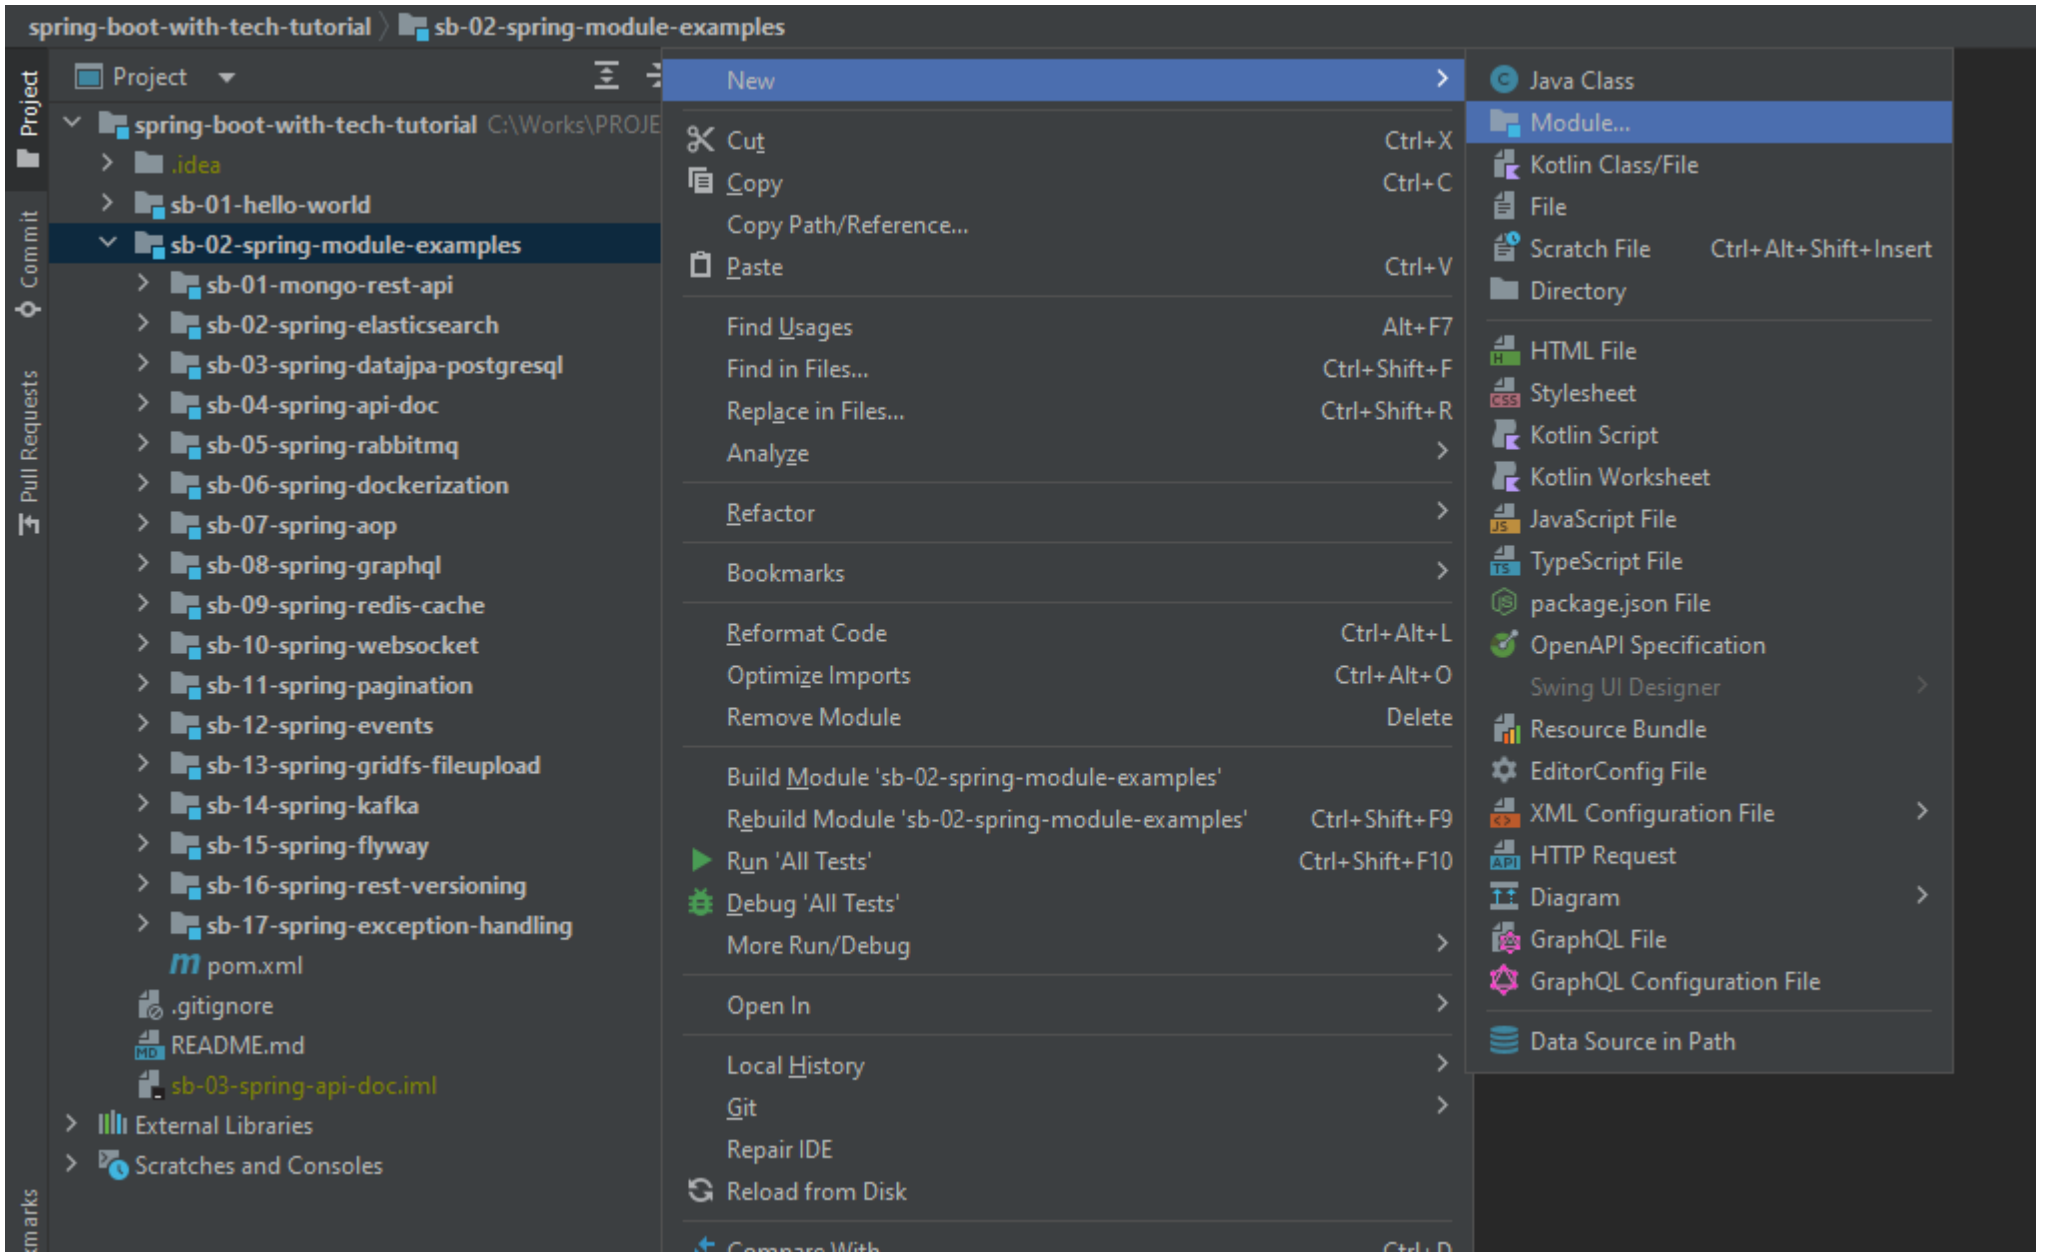 spring-boot-with-tech-tutorial sb-02-spring-module-examples
Project
Commit
Pull Requests
Project
spring-boot-with-tech-tutorial C:\Works\PROJE
.idea
sb-01-hello-world
sb-02-spring-module-examples
sb-01-mongo-rest-api
sb-02-spring-elasticsearch
sb-03-spring-datajpa-postgresql
sb-04-spring-api-doc
sb-05-spring-rabbitmq
sb-06-spring-dockerization
sb-07-spring-aop
sb-08-spring-graphql
sb-09-spring-redis-cache
sb-10-spring-websocket
sb-11-spring-pagination
sb-12-spring-events
sb-13-spring-gridfs-fileupload
sb-14-spring-kafka
sb-15-spring-flyway
sb-16-spring-rest-versioning
sb-17-spring-exception-handling
pom.xml
.gitignore
README.md
sb-03-spring-api-doc.iml
External Libraries
Scratches and Consoles
New
Cut Ctrl+X
Copy Ctrl+C
Copy Path/Reference...
Paste Ctrl+V
Find Usages Alt+F7
Find in Files... Ctrl+Shift+F
Replace in Files... Ctrl+Shift+R
Analyze
Refactor
Bookmarks
Reformat Code Ctrl+Alt+L
Optimize Imports Ctrl+Alt+O
Remove Module Delete
Build Module 'sb-02-spring-module-examples'
Rebuild Module 'sb-02-spring-module-examples' Ctrl+Shift+F9
Run 'All Tests' Ctrl+Shift+F10
Debug 'All Tests'
More Run/Debug
Open In
Local History
Git
Repair IDE
Reload from Disk
Compare With Ctrl+D
Java Class
Module...
Kotlin Class/File
File
Scratch File Ctrl+Alt+Shift+Insert
Directory
HTML File
Stylesheet
Kotlin Script
Kotlin Worksheet
JavaScript File
TypeScript File
package.json File
OpenAPI Specification
Swing UI Designer
Resource Bundle
EditorConfig File
XML Configuration File
HTTP Request
Diagram
GraphQL File
GraphQL Configuration File
Data Source in Path